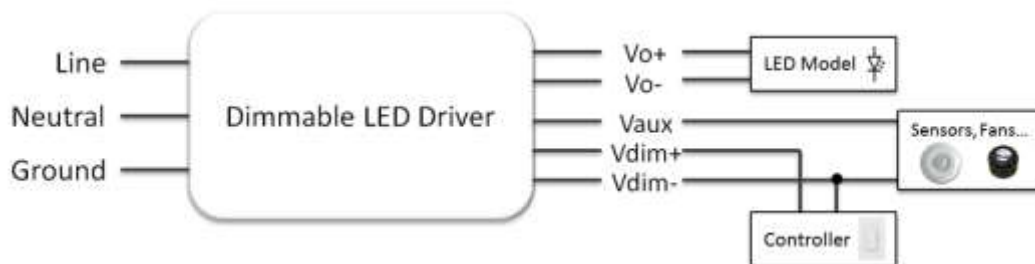 Line
Neutral
Ground
Dimmable LED Driver
Vo+
Vo-
Vaux
Vdim+
Vdim-
LED Model
Sensors, Fans...
Controller